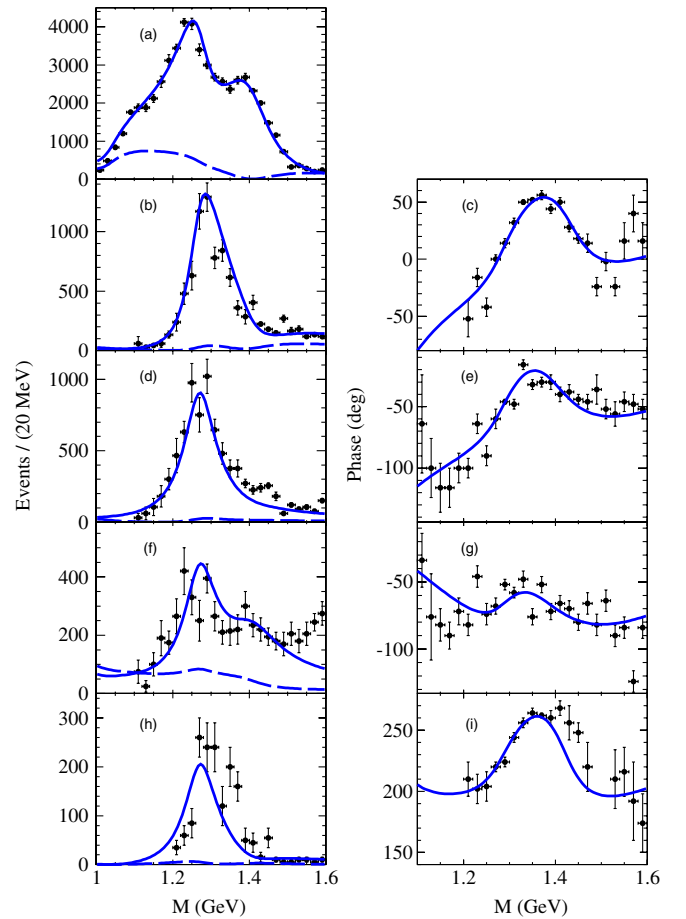 4000
3000
2000
1000
0
(a)
1000
500
0
(b)
50
0
-50
(c)
1000
500
0
(d)
-50
-100
(e)
Events / (20 MeV)
Phase (deg)
400
200
0
(f)
-50
-100
(g)
300
200
100
0
(h)
250
200
150
(i)
1 1.2 1.4 1.6
1.2 1.4 1.6
M (GeV)
M (GeV)